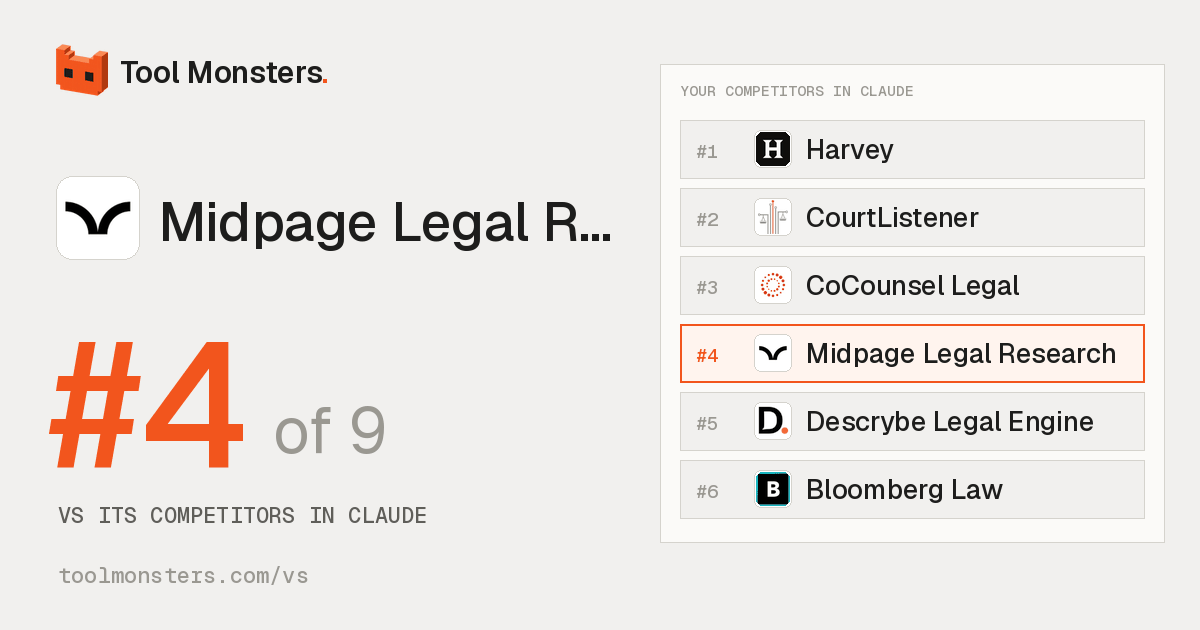 Tool Monsters.
Midpage Legal R...
#4 of 9
VS ITS COMPETITORS IN CLAUDE
toolmonsters.com/vs
YOUR COMPETITORS IN CLAUDE
#1 H Harvey
#2 CourtListener
#3 CoCounsel Legal
#4 Midpage Legal Research
#5 D. Descrybe Legal Engine
#6 B Bloomberg Law